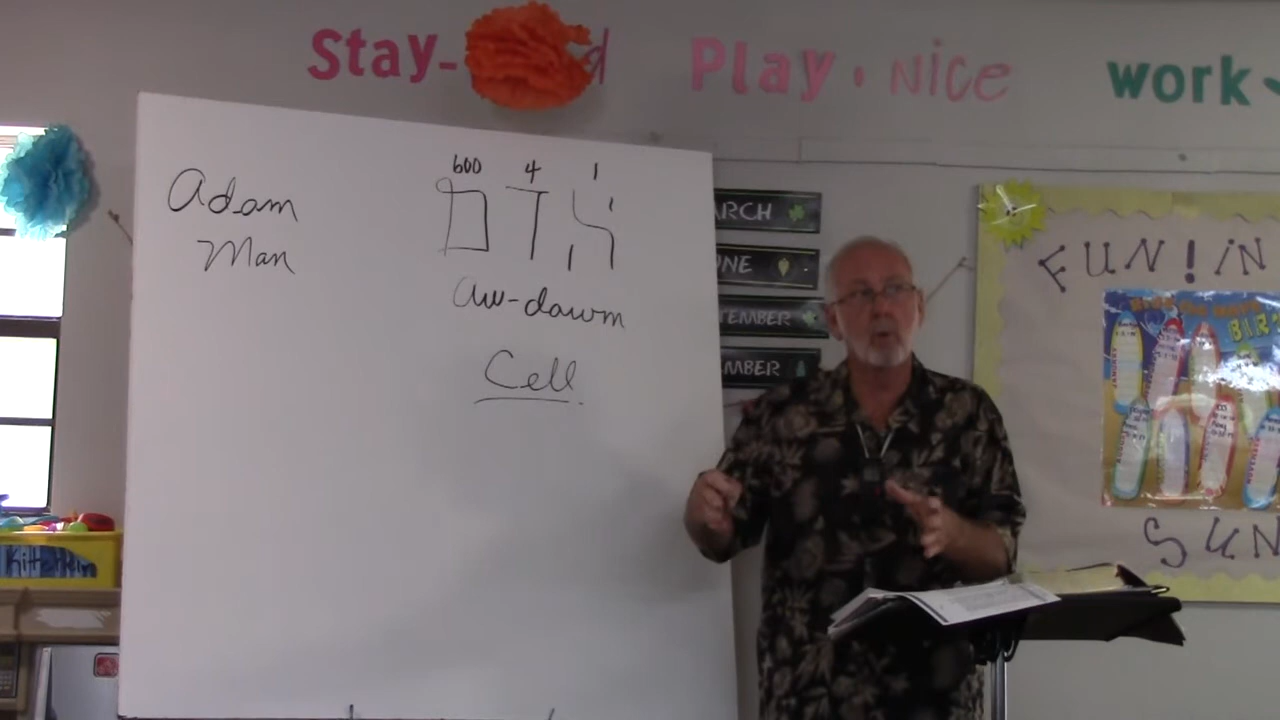 Stay-
Play. nice
work
Adam
Man
600 4 1
אדם
Aw-dawm
Cell.
ARCH
UNE
TEMBER
MBER
FUN! iN
SUN